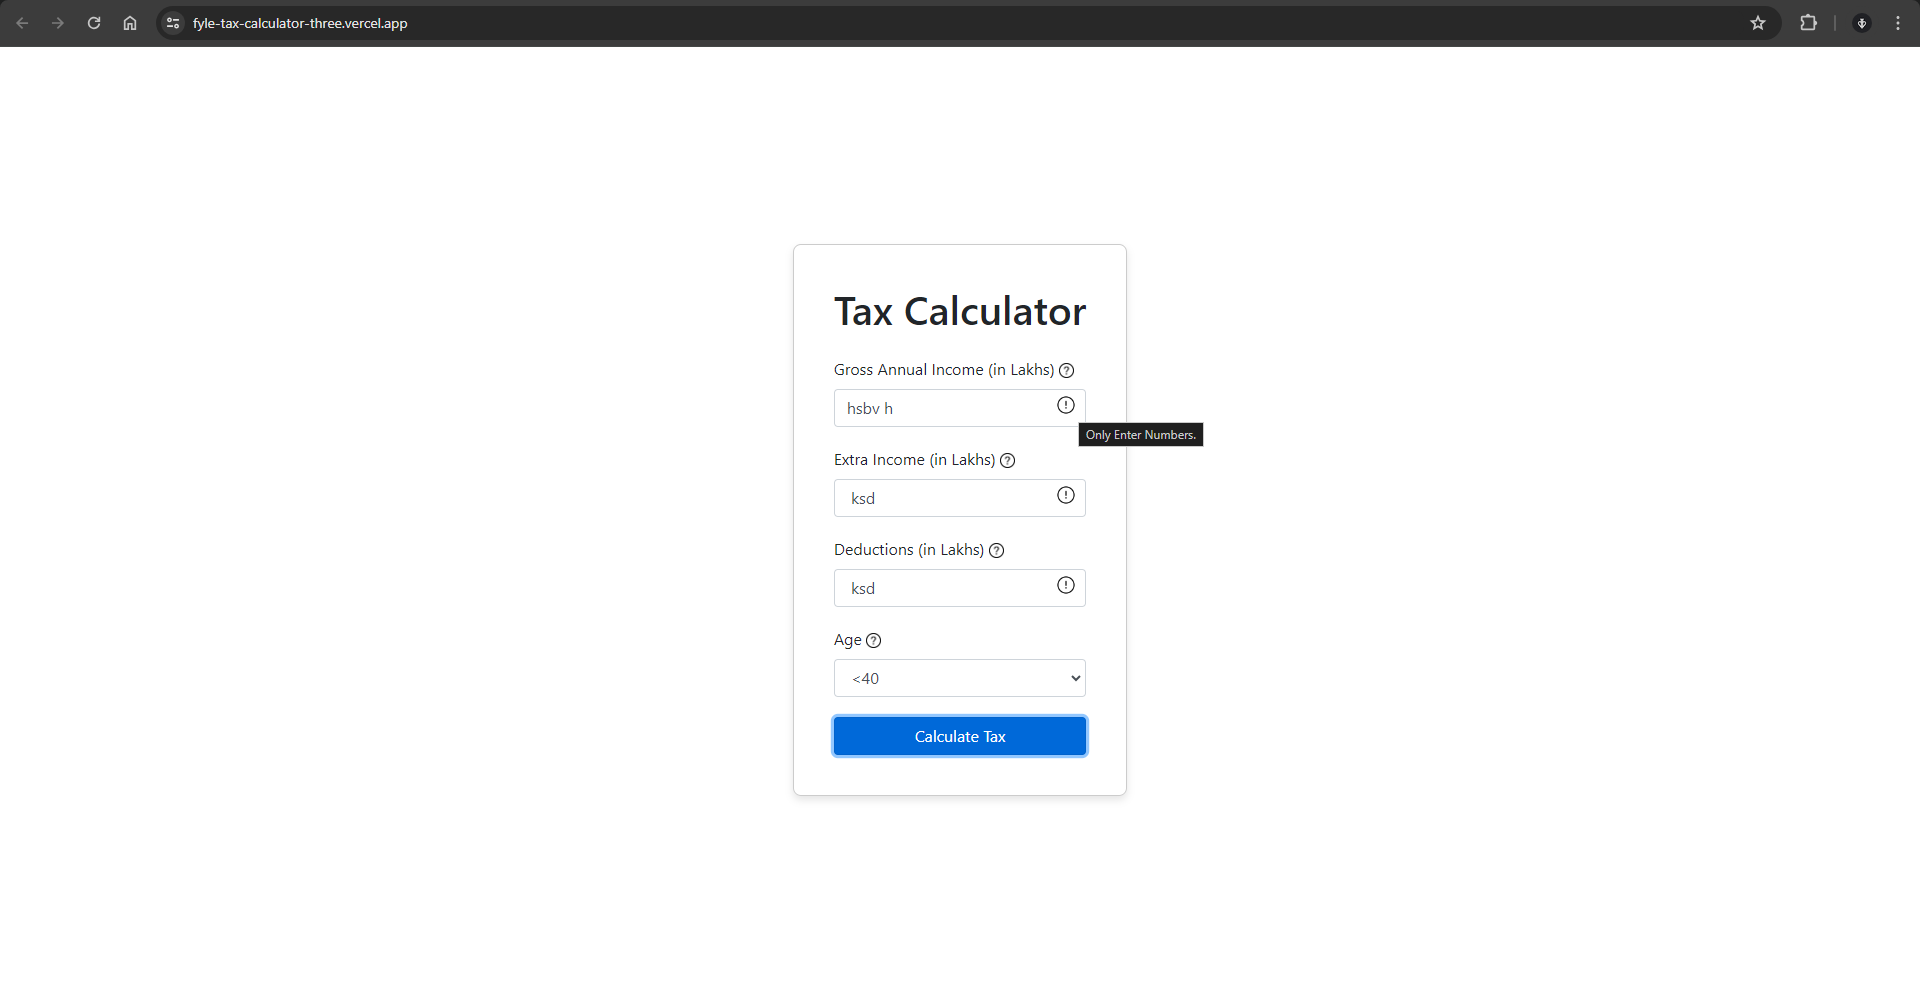 fyle-tax-calculator-three.vercel.app
Tax Calculator
Gross Annual Income (in Lakhs)
hsbv h
Only Enter Numbers.
Extra Income (in Lakhs)
ksd
Deductions (in Lakhs)
ksd
Age
<40
Calculate Tax